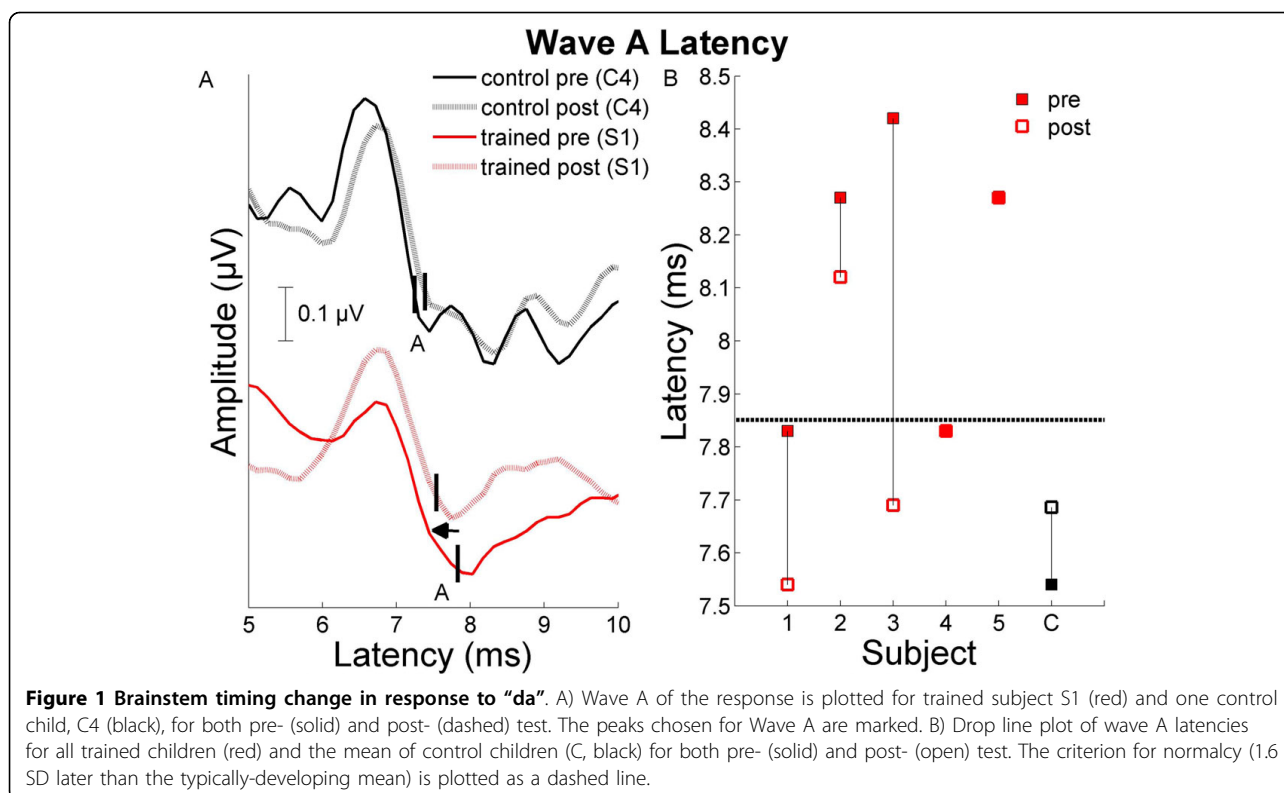 Wave A Latency
A
control pre (C4)
control post (C4)
trained pre (S1)
trained post (S1)
Amplitude (µV)
0.1 µV
A
A
5 6 7 8 9 10
Latency (ms)
B
pre
post
Latency (ms)
8.5
8.4
8.3
8.2
8.1
8
7.9
7.8
7.7
7.6
7.5
1 2 3 4 5 C
Subject
Figure 1 Brainstem timing change in response to “da”. A) Wave A of the response is plotted for trained subject S1 (red) and one control
child, C4 (black), for both pre- (solid) and post- (dashed) test. The peaks chosen for Wave A are marked. B) Drop line plot of wave A latencies
for all trained children (red) and the mean of control children (C, black) for both pre- (solid) and post- (open) test. The criterion for normalcy (1.6
SD later than the typically-developing mean) is plotted as a dashed line.